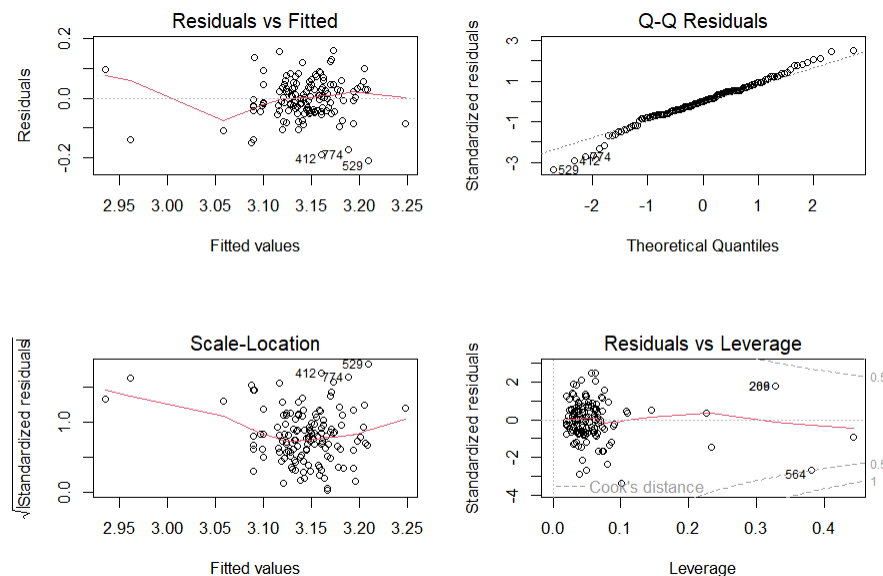 Residuals vs Fitted
Residuals
0.2
0.0
-0.2
412
774
529
2.95 3.00 3.05 3.10 3.15 3.20 3.25
Fitted values
Q-Q Residuals
Standardized residuals
3
1
-1
-3
529
412
774
-2 -1 0 1 2
Theoretical Quantiles
Scale-Location
√|Standardized residuals|
1.0
0.0
412
774
529
2.95 3.00 3.05 3.10 3.15 3.20 3.25
Fitted values
Residuals vs Leverage
Standardized residuals
2
0
-2
-4
564
Cook's distance
0.5
0.5
1
0.0 0.1 0.2 0.3 0.4
Leverage